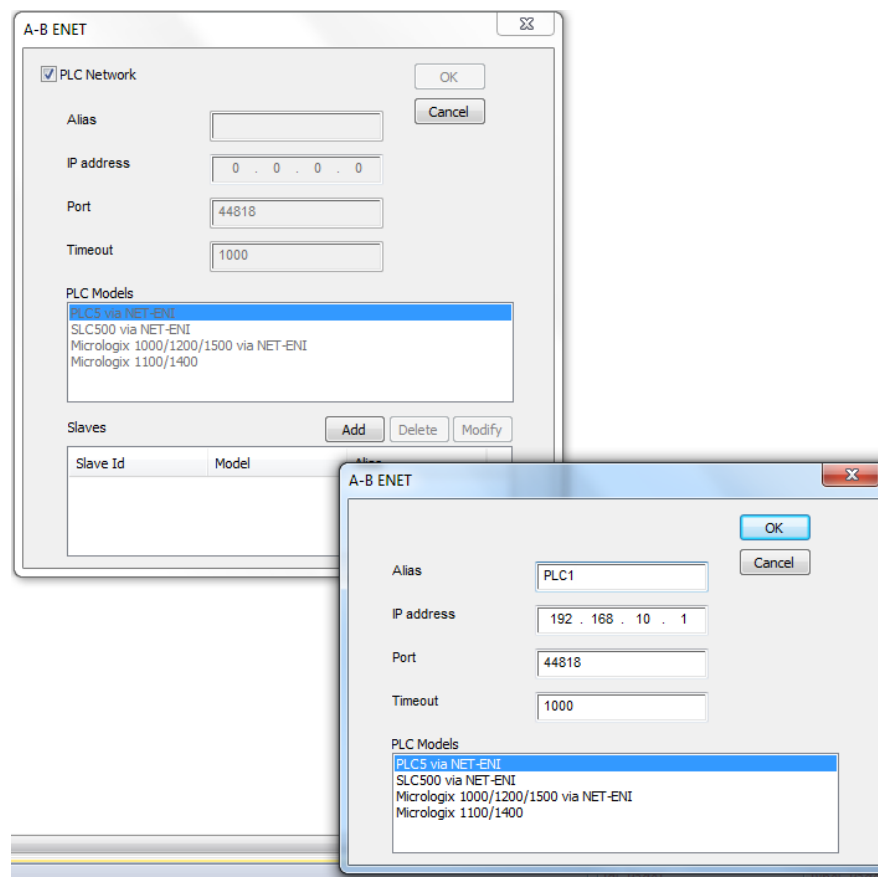 A-B ENET
PLC Network
OK
Cancel
Alias
IP address
0 . 0 . 0 . 0
Port
44818
Timeout
1000
PLC Models
PLC5 via NET-ENI
SLC500 via NET-ENI
Micrologix 1000/1200/1500 via NET-ENI
Micrologix 1100/1400
Slaves
Add
Delete
Modify
Slave Id
Model
A-B ENET
OK
Cancel
Alias
PLC1
IP address
192 . 168 . 10 . 1
Port
44818
Timeout
1000
PLC Models
PLC5 via NET-ENI
SLC500 via NET-ENI
Micrologix 1000/1200/1500 via NET-ENI
Micrologix 1100/1400